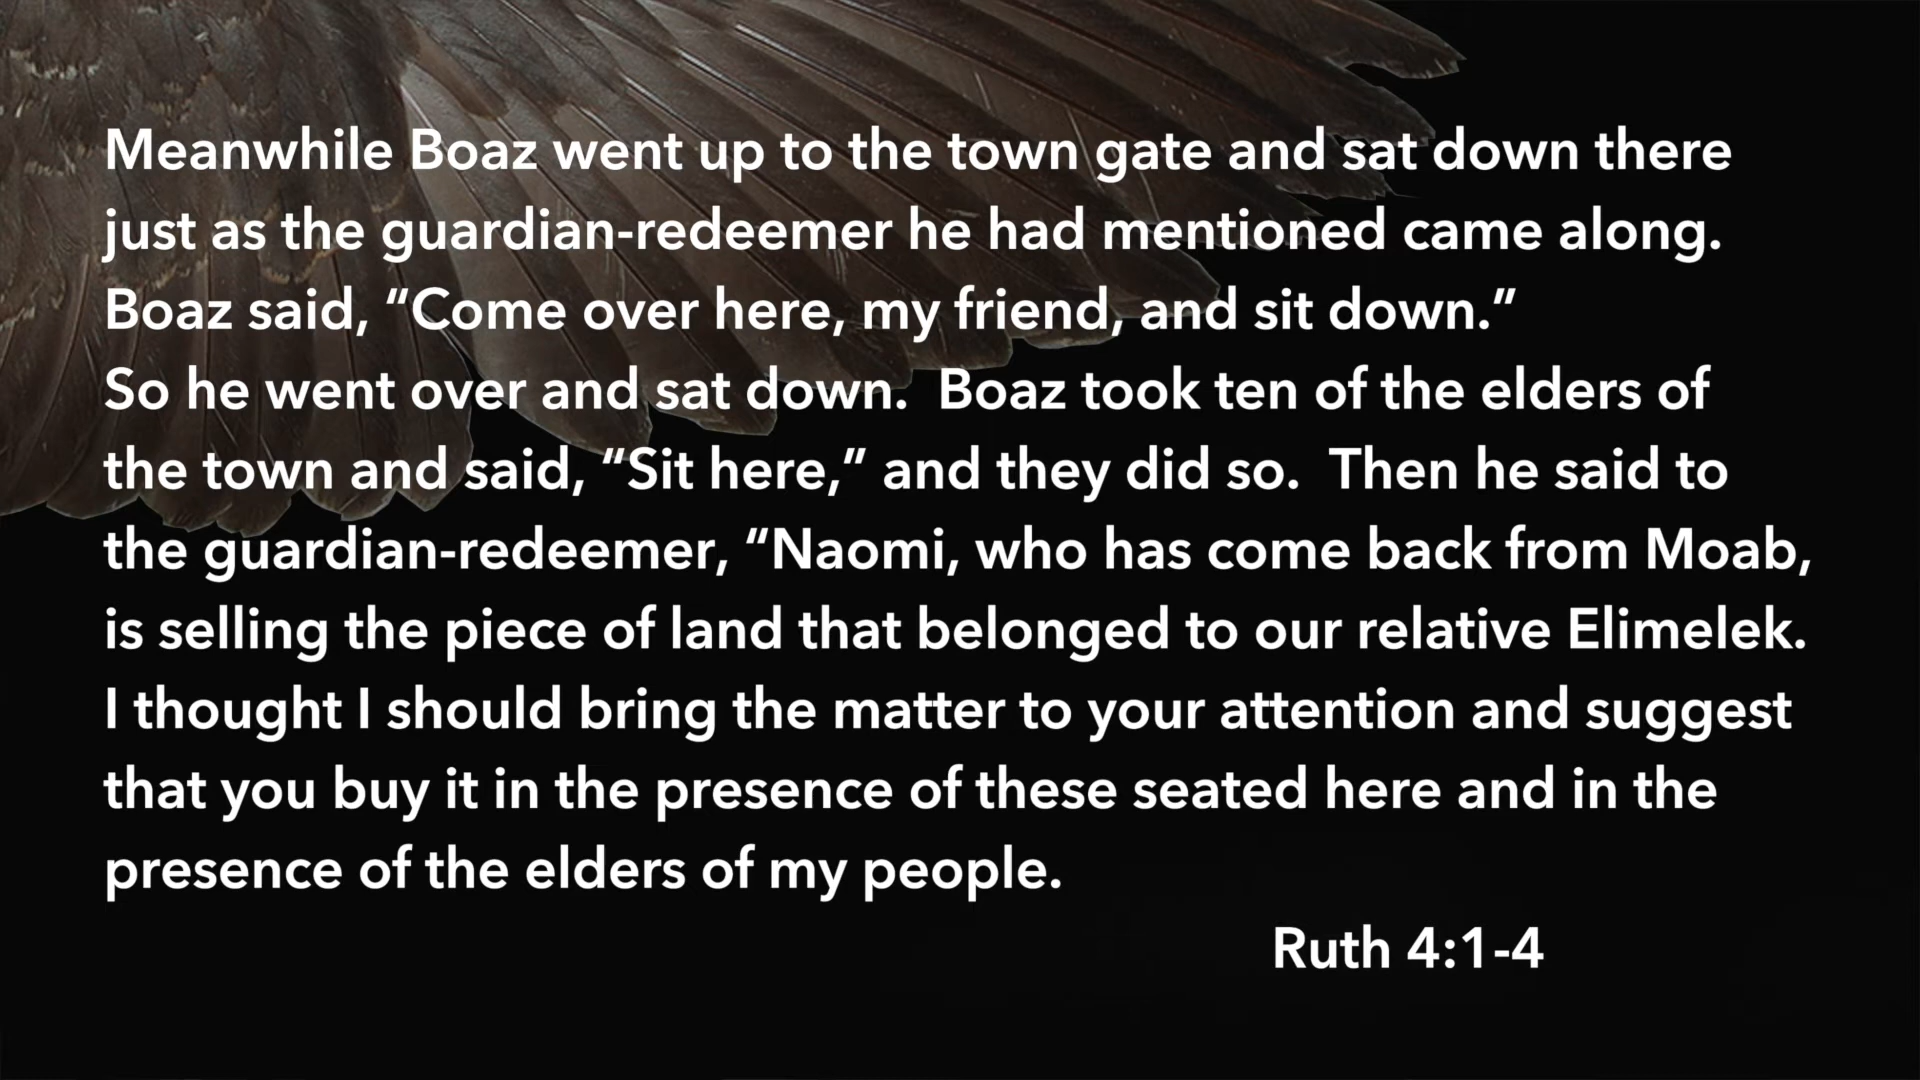 Meanwhile Boaz went up to the town gate and sat down there
just as the guardian-redeemer he had mentioned came along.
Boaz said, “Come over here, my friend, and sit down.”
So he went over and sat down.  Boaz took ten of the elders of
the town and said, “Sit here,” and they did so.  Then he said to
the guardian-redeemer, “Naomi, who has come back from Moab,
is selling the piece of land that belonged to our relative Elimelek.
I thought I should bring the matter to your attention and suggest
that you buy it in the presence of these seated here and in the
presence of the elders of my people.
Ruth 4:1-4